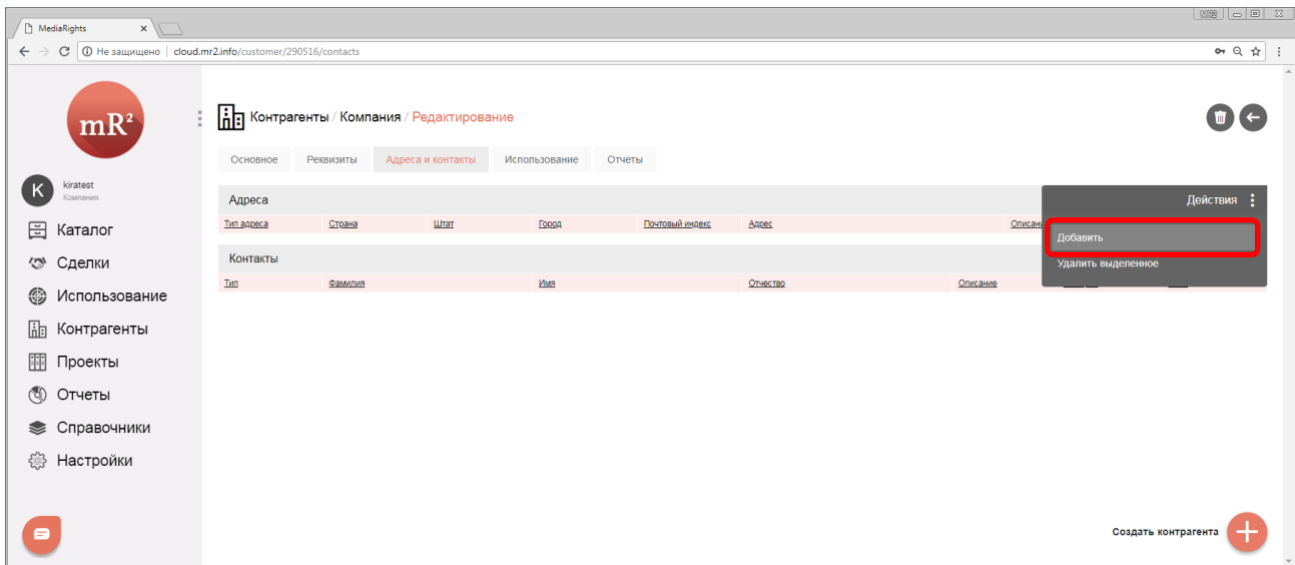 MR2
MediaRights
Не защищено | cloud.mr2.info/customer/290516/contacts
mR²
Контрагенты / Компания / Редактирование
Основное Реквизиты Адреса и контакты Использование Отчеты
K kiratest
Компания
Адреса Действия
Тип адреса Страна Штат Город Почтовый индекс Адрес Описан
Добавить
Удалить выделенное
Контакты
Тип Фамилия Имя Отчество Описание
Каталог
Сделки
Использование
Контрагенты
Проекты
Отчеты
Справочники
Настройки
Создать контрагента